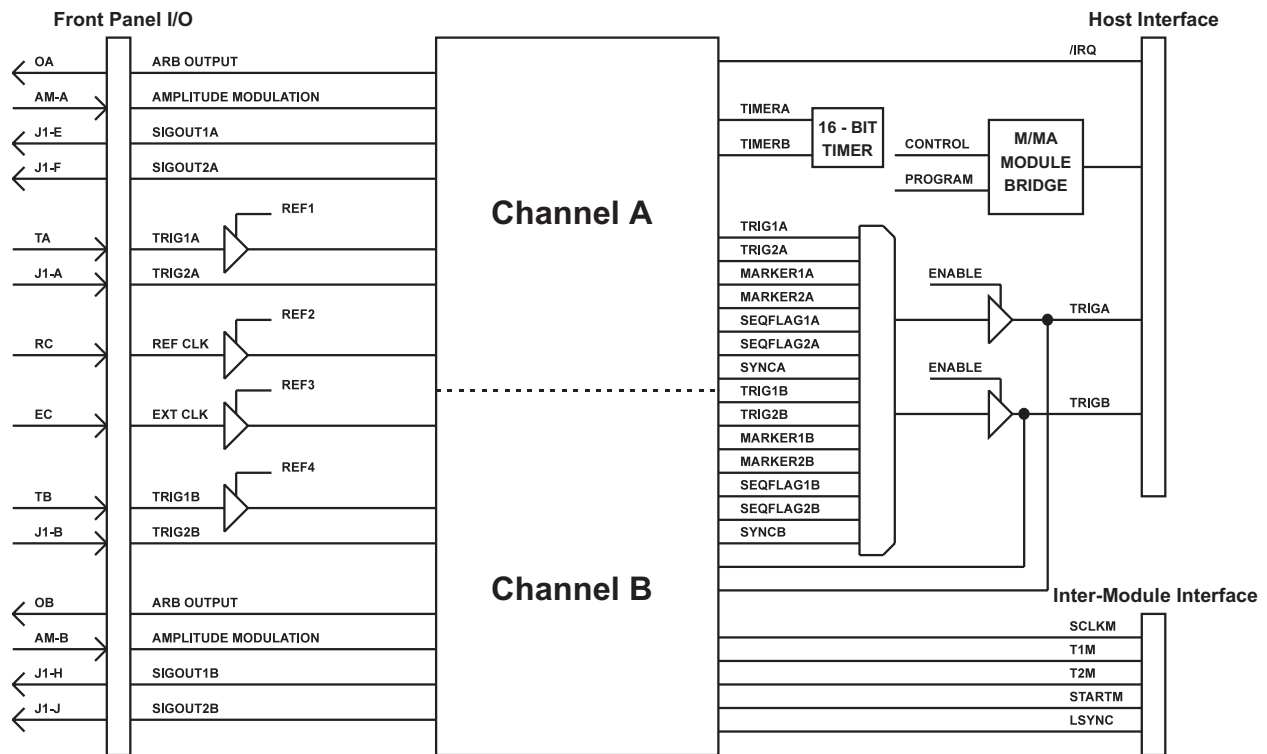 Front Panel I/O
OA
ARB OUTPUT
AM-A
AMPLITUDE MODULATION
J1-E
SIGOUT1A
J1-F
SIGOUT2A
REF1
TA
TRIG1A
J1-A
TRIG2A
REF2
RC
REF CLK
REF3
EC
EXT CLK
REF4
TB
TRIG1B
J1-B
TRIG2B
OB
ARB OUTPUT
AM-B
AMPLITUDE MODULATION
J1-H
SIGOUT1B
J1-J
SIGOUT2B
Channel A
Channel B
Host Interface
/IRQ
TIMERA
TIMERB
16 - BIT
TIMER
CONTROL
PROGRAM
M/MA
MODULE
BRIDGE
TRIG1A
TRIG2A
MARKER1A
MARKER2A
SEQFLAG1A
SEQFLAG2A
SYNCA
TRIG1B
TRIG2B
MARKER1B
MARKER2B
SEQFLAG1B
SEQFLAG2B
SYNCB
ENABLE
TRIGA
ENABLE
TRIGB
Inter-Module Interface
SCLKM
T1M
T2M
STARTM
LSYNC